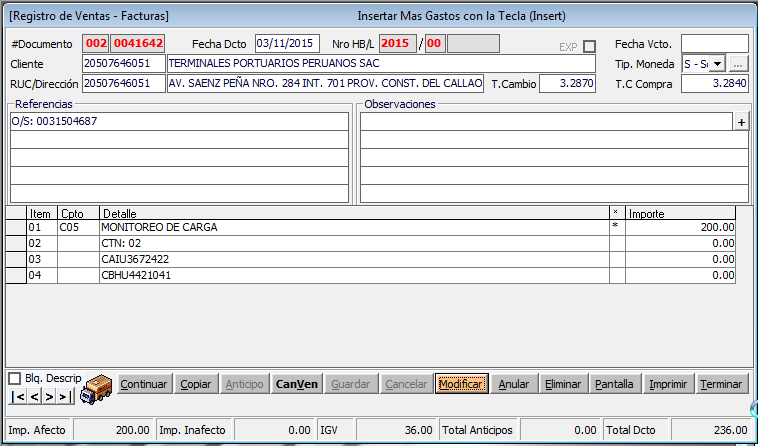 [Registro de Ventas - Facturas] Insertar Mas Gastos con la Tecla (Insert)
#Documento 002 0041642 Fecha Dcto 03/11/2015 Nro HB/L 2015 / 00 EXP Fecha Vcto.
Cliente 20507646051 TERMINALES PORTUARIOS PERUANOS SAC Tip. Moneda S - S ...
RUC/Dirección 20507646051 AV. SAENZ PEÑA NRO. 284 INT. 701 PROV. CONST. DEL CALLAO T.Cambio 3.2870 T.C Compra 3.2840
Referencias Observaciones
O/S: 0031504687 +
Item Cpto Detalle * Importe
01 C05 MONITOREO DE CARGA * 200.00
02 CTN: 02 0.00
03 CAIU3672422 0.00
04 CBHU4421041 0.00
Blq. Descrip
|< < > >| Continuar Copiar Anticipo CanVen Guardar Cancelar Modificar Anular Eliminar Pantalla Imprimir Terminar
Imp. Afecto 200.00 Imp. Inafecto 0.00 IGV 36.00 Total Anticipos 0.00 Total Dcto 236.00